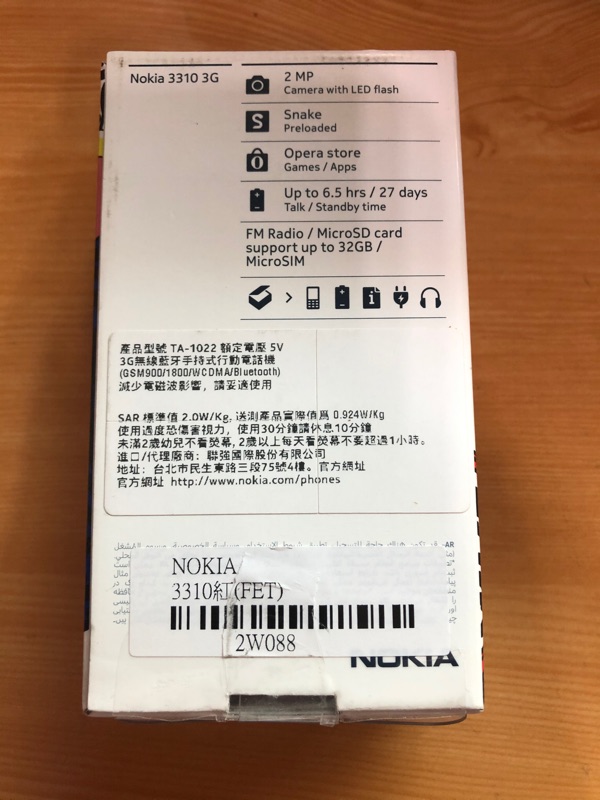 Nokia 3310 3G
2 MP
Camera with LED flash
Snake
Preloaded
Opera store
Games / Apps
Up to 6.5 hrs / 27 days
Talk / Standby time
FM Radio / MicroSD card
support up to 32GB /
MicroSIM
產品型號 TA-1022 額定電壓 5V
3G無線藍牙手持式行動電話機
(GSM900/1800/WCDMA/Bluetooth)
減少電磁波影響，請妥適使用
SAR 標準值 2.0W/Kg, 送測產品實際值爲 0.924W/Kg
使用過度恐傷害視力，使用30分鐘請休息10分鐘
未滿2歲幼兒不看熒幕，2歲以上每天看熒幕不要超過1小時。
進口/代理廠商：聯強國際股份有限公司
地址：台北市民生東路三段75號4樓。官方網址
官方網址 http://www.nokia.com/phones
NOKIA
3310紅(FET)
2W088
NOKIA